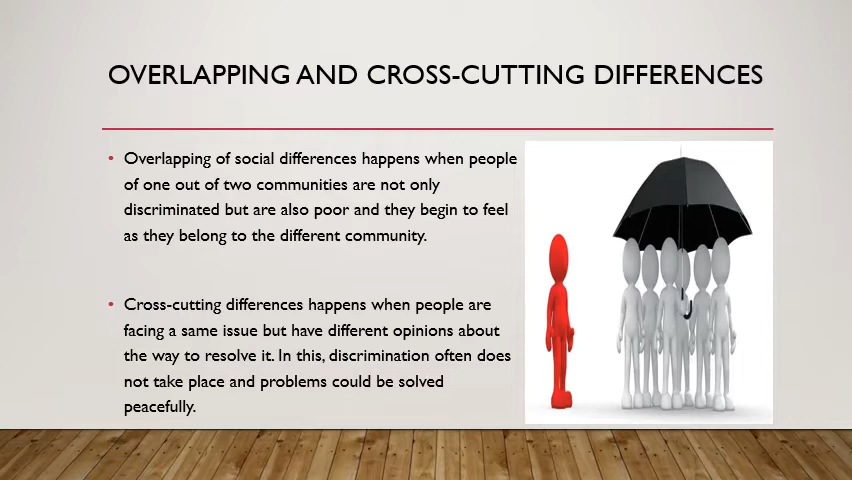 OVERLAPPING AND CROSS-CUTTING DIFFERENCES
• Overlapping of social differences happens when people
of one out of two communities are not only
discriminated but are also poor and they begin to feel
as they belong to the different community.
• Cross-cutting differences happens when people are
facing a same issue but have different opinions about
the way to resolve it. In this, discrimination often does
not take place and problems could be solved
peacefully.